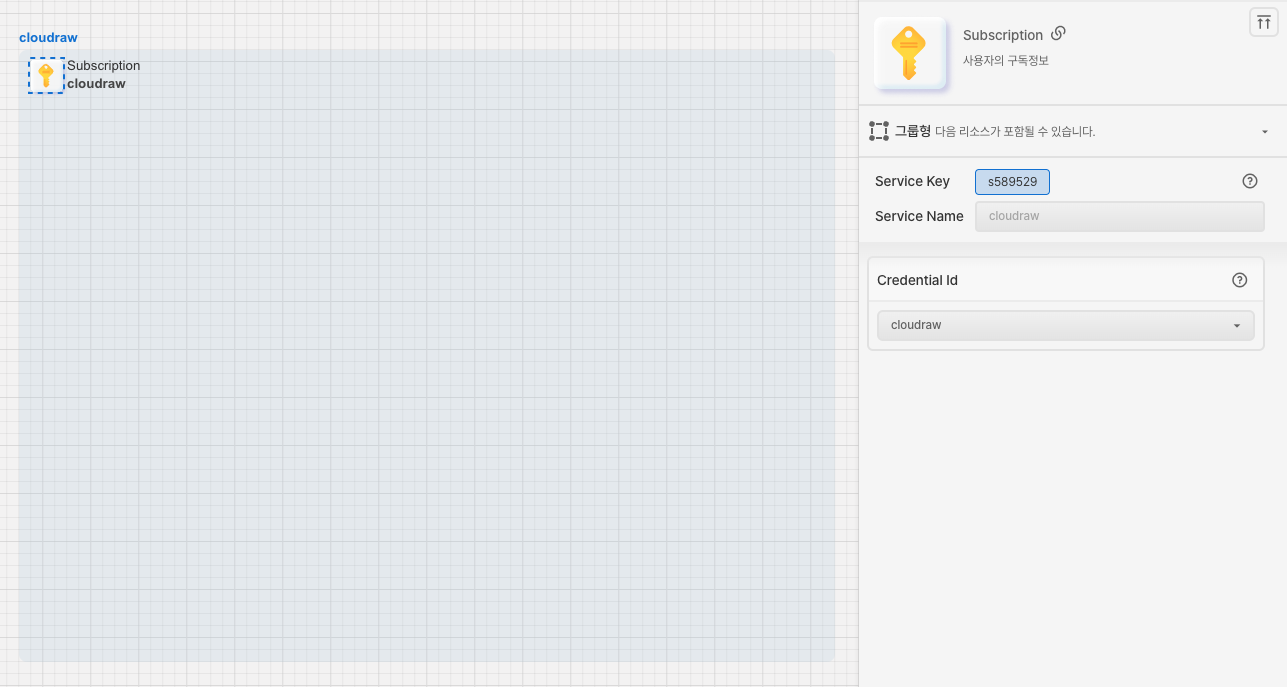 cloudraw
Subscription
cloudraw
Subscription
사용자의 구독정보
그룹형 다음 리소스가 포함될 수 있습니다.
Service Key s589529
Service Name cloudraw
Credential Id
cloudraw